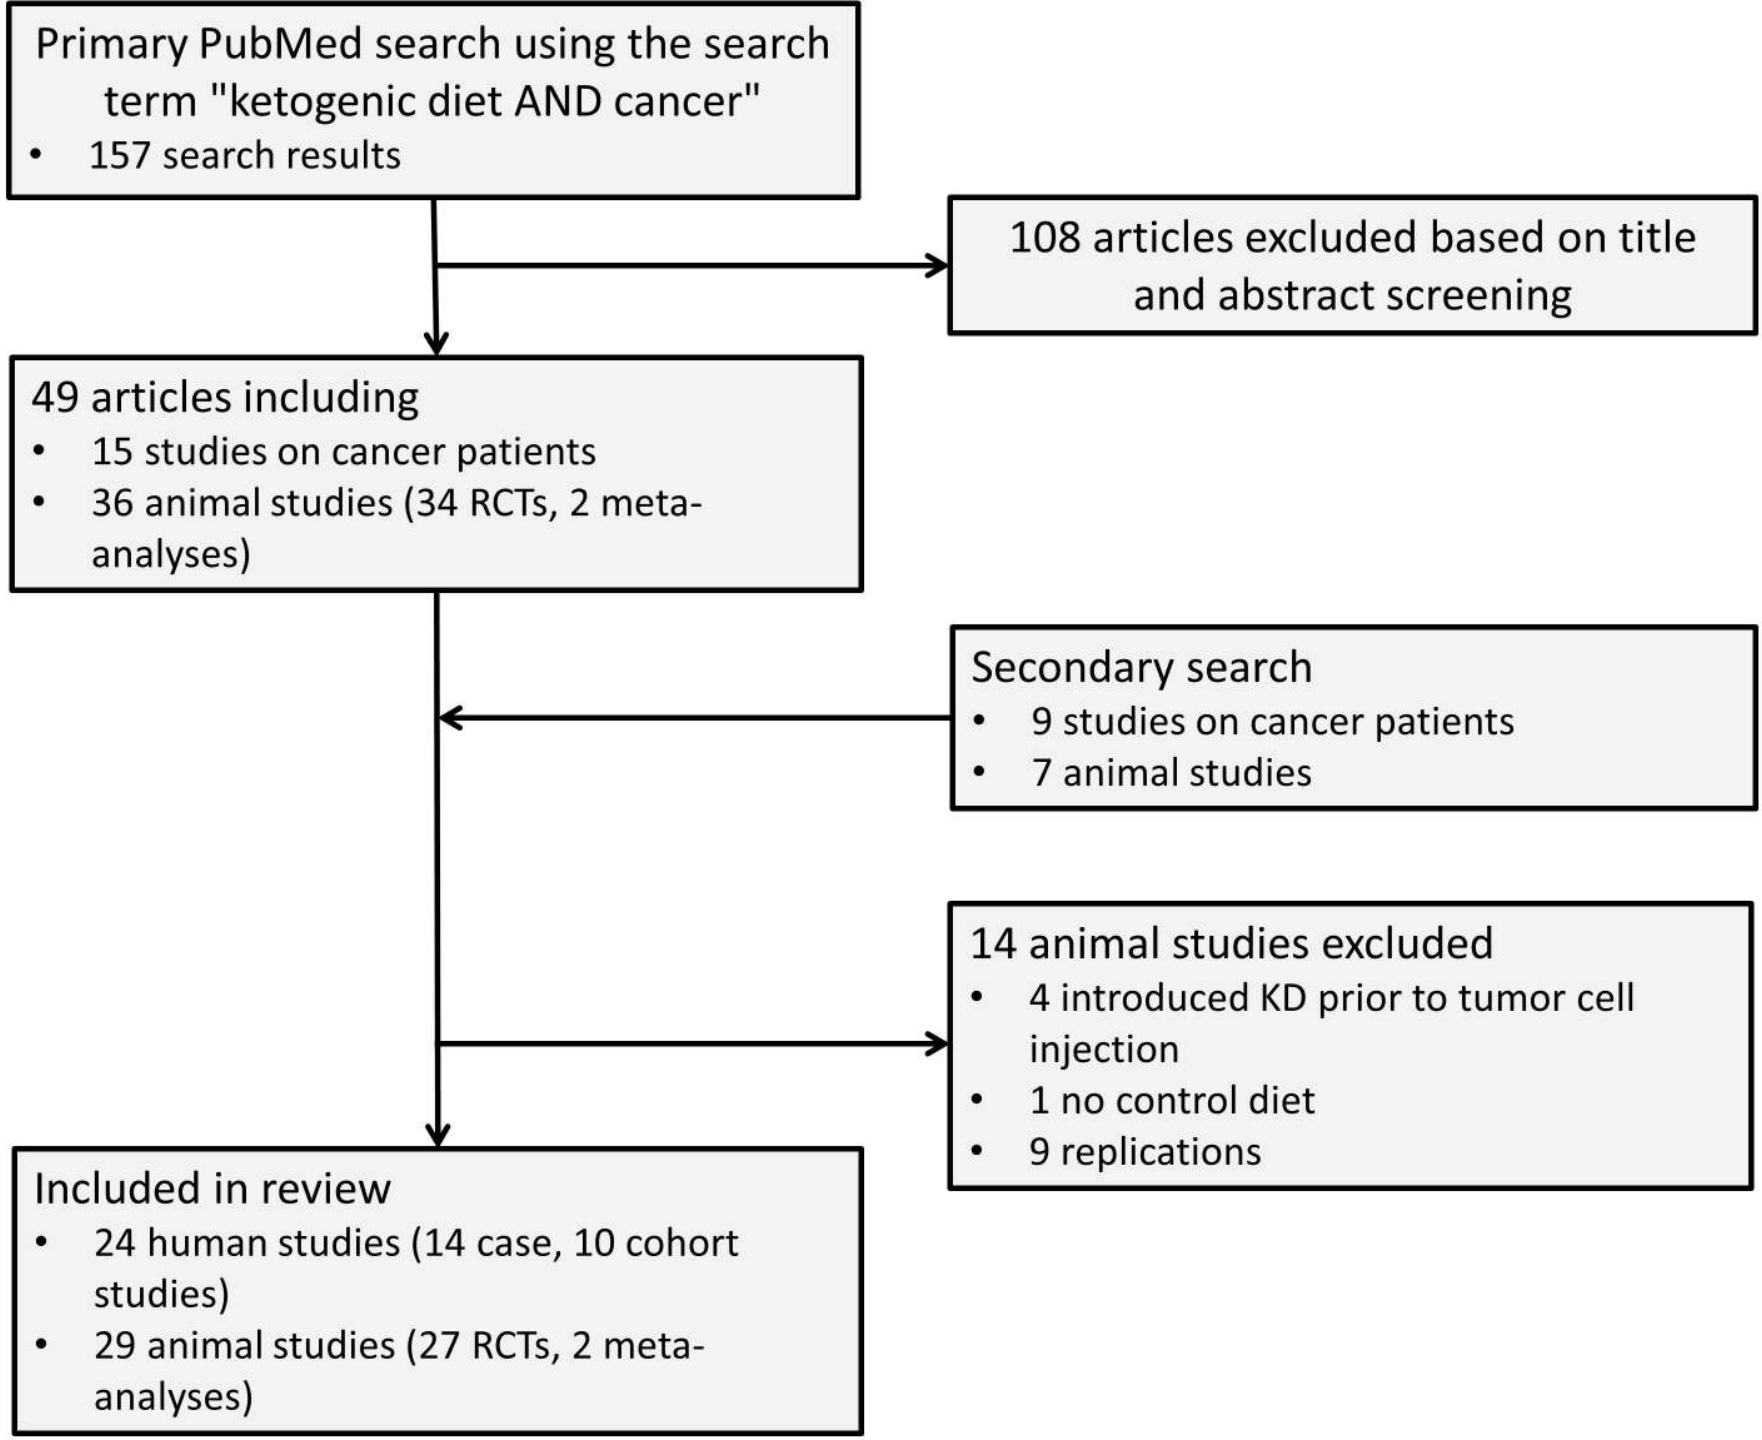 Primary PubMed search using the search
term "ketogenic diet AND cancer"
• 157 search results
108 articles excluded based on title
and abstract screening
49 articles including
• 15 studies on cancer patients
• 36 animal studies (34 RCTs, 2 meta-
analyses)
Secondary search
• 9 studies on cancer patients
• 7 animal studies
14 animal studies excluded
• 4 introduced KD prior to tumor cell
injection
• 1 no control diet
• 9 replications
Included in review
• 24 human studies (14 case, 10 cohort
studies)
• 29 animal studies (27 RCTs, 2 meta-
analyses)